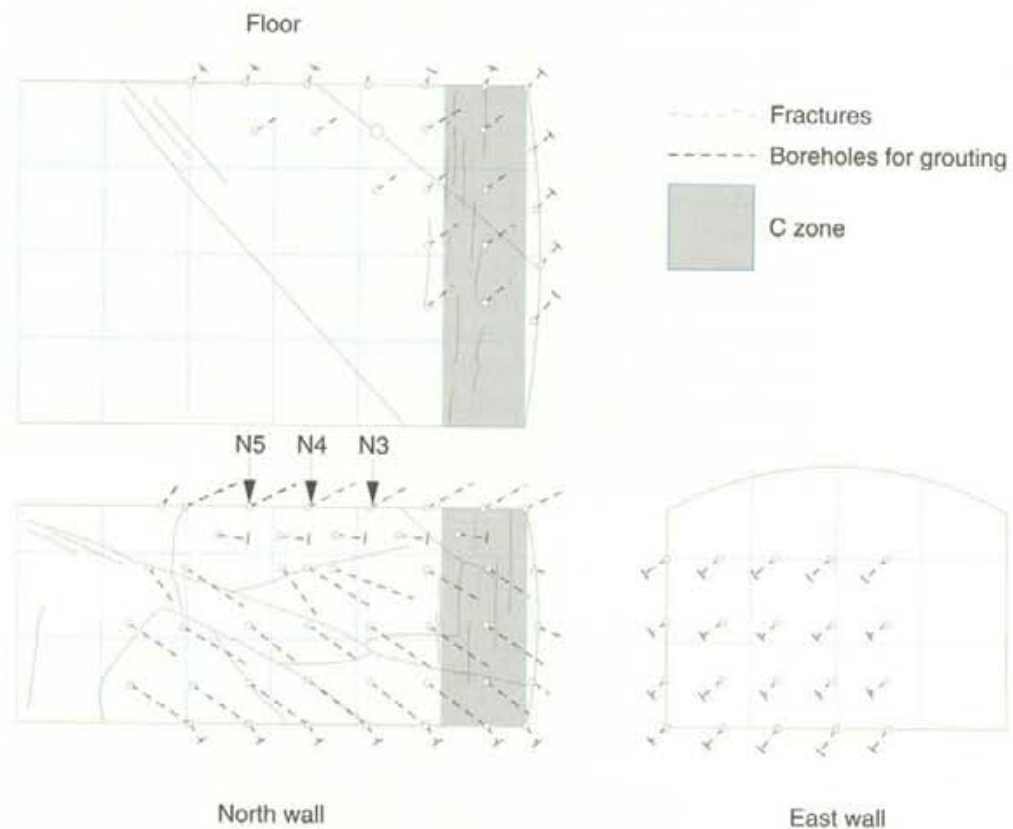 Floor
Fractures
Boreholes for grouting
C zone
N5 N4 N3
North wall
East wall